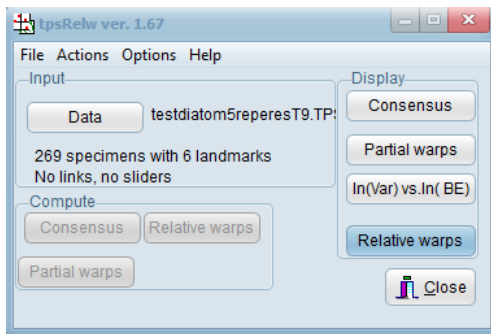 tpsRelw ver. 1.67
File Actions Options Help
Input
Data
testdiatom5reperesT9.TPS
269 specimens with 6 landmarks
No links, no sliders
Compute
Consensus
Relative warps
Partial warps
Display
Consensus
Partial warps
ln(Var) vs.ln( BE)
Relative warps
Close